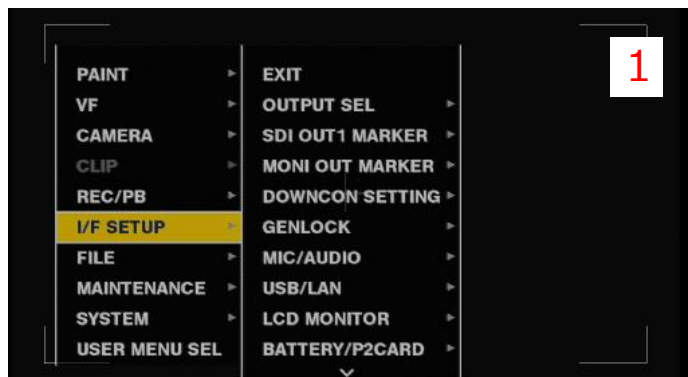 1
PAINT
VF
CAMERA
CLIP
REC/PB
I/F SETUP
FILE
MAINTENANCE
SYSTEM
USER MENU SEL
EXIT
OUTPUT SEL
SDI OUT1 MARKER
MONI OUT MARKER
DOWNCON SETTING
GENLOCK
MIC/AUDIO
USB/LAN
LCD MONITOR
BATTERY/P2CARD